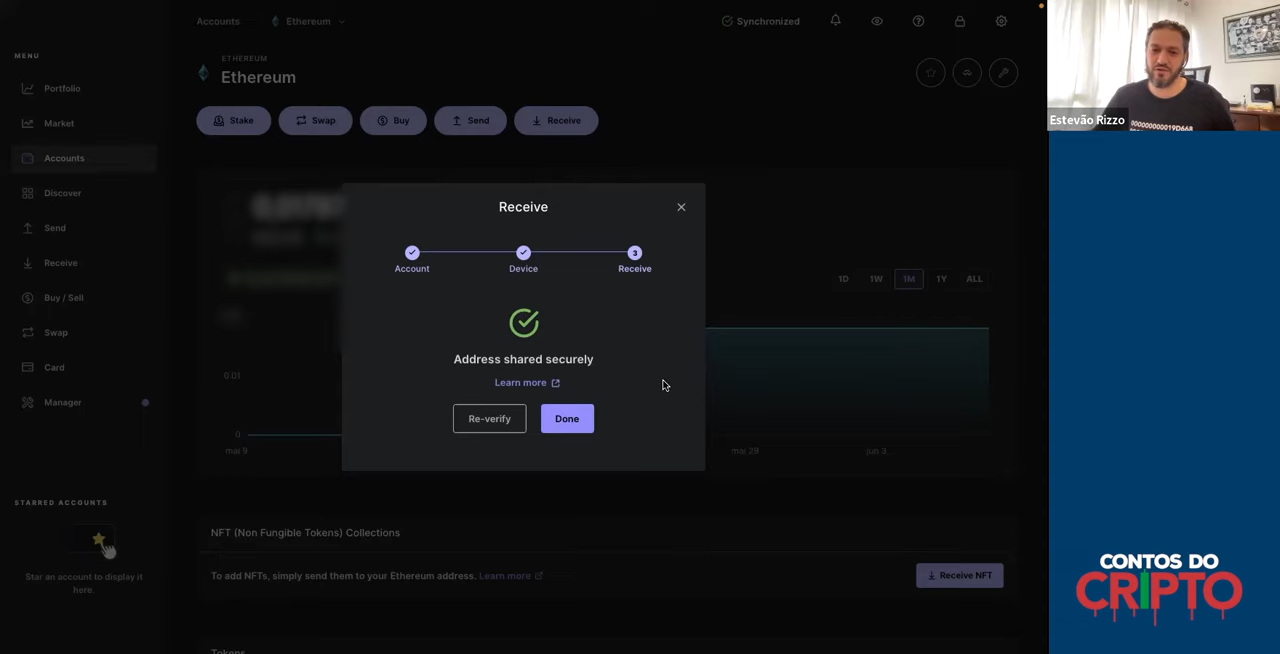 Accounts
Ethereum
Synchronized
MENU
Portfolio
Market
Accounts
Discover
Send
Receive
Buy / Sell
Swap
Card
Manager
STARRED ACCOUNTS
Star an account to display it
here.
ETHEREUM
Ethereum
Stake
Swap
Buy
Send
Receive
1D
1W
1M
1Y
ALL
0.01
0
mai 9
mai 29
jun 3...
Receive
3
Account
Device
Receive
Address shared securely
Learn more
Re-verify
Done
NFT (Non Fungible Tokens) Collections
To add NFTs, simply send them to your Ethereum address. Learn more
Receive NFT
Tokens
Estevão Rizzo
000000000019D668
CONTOS DO
CRIPTO